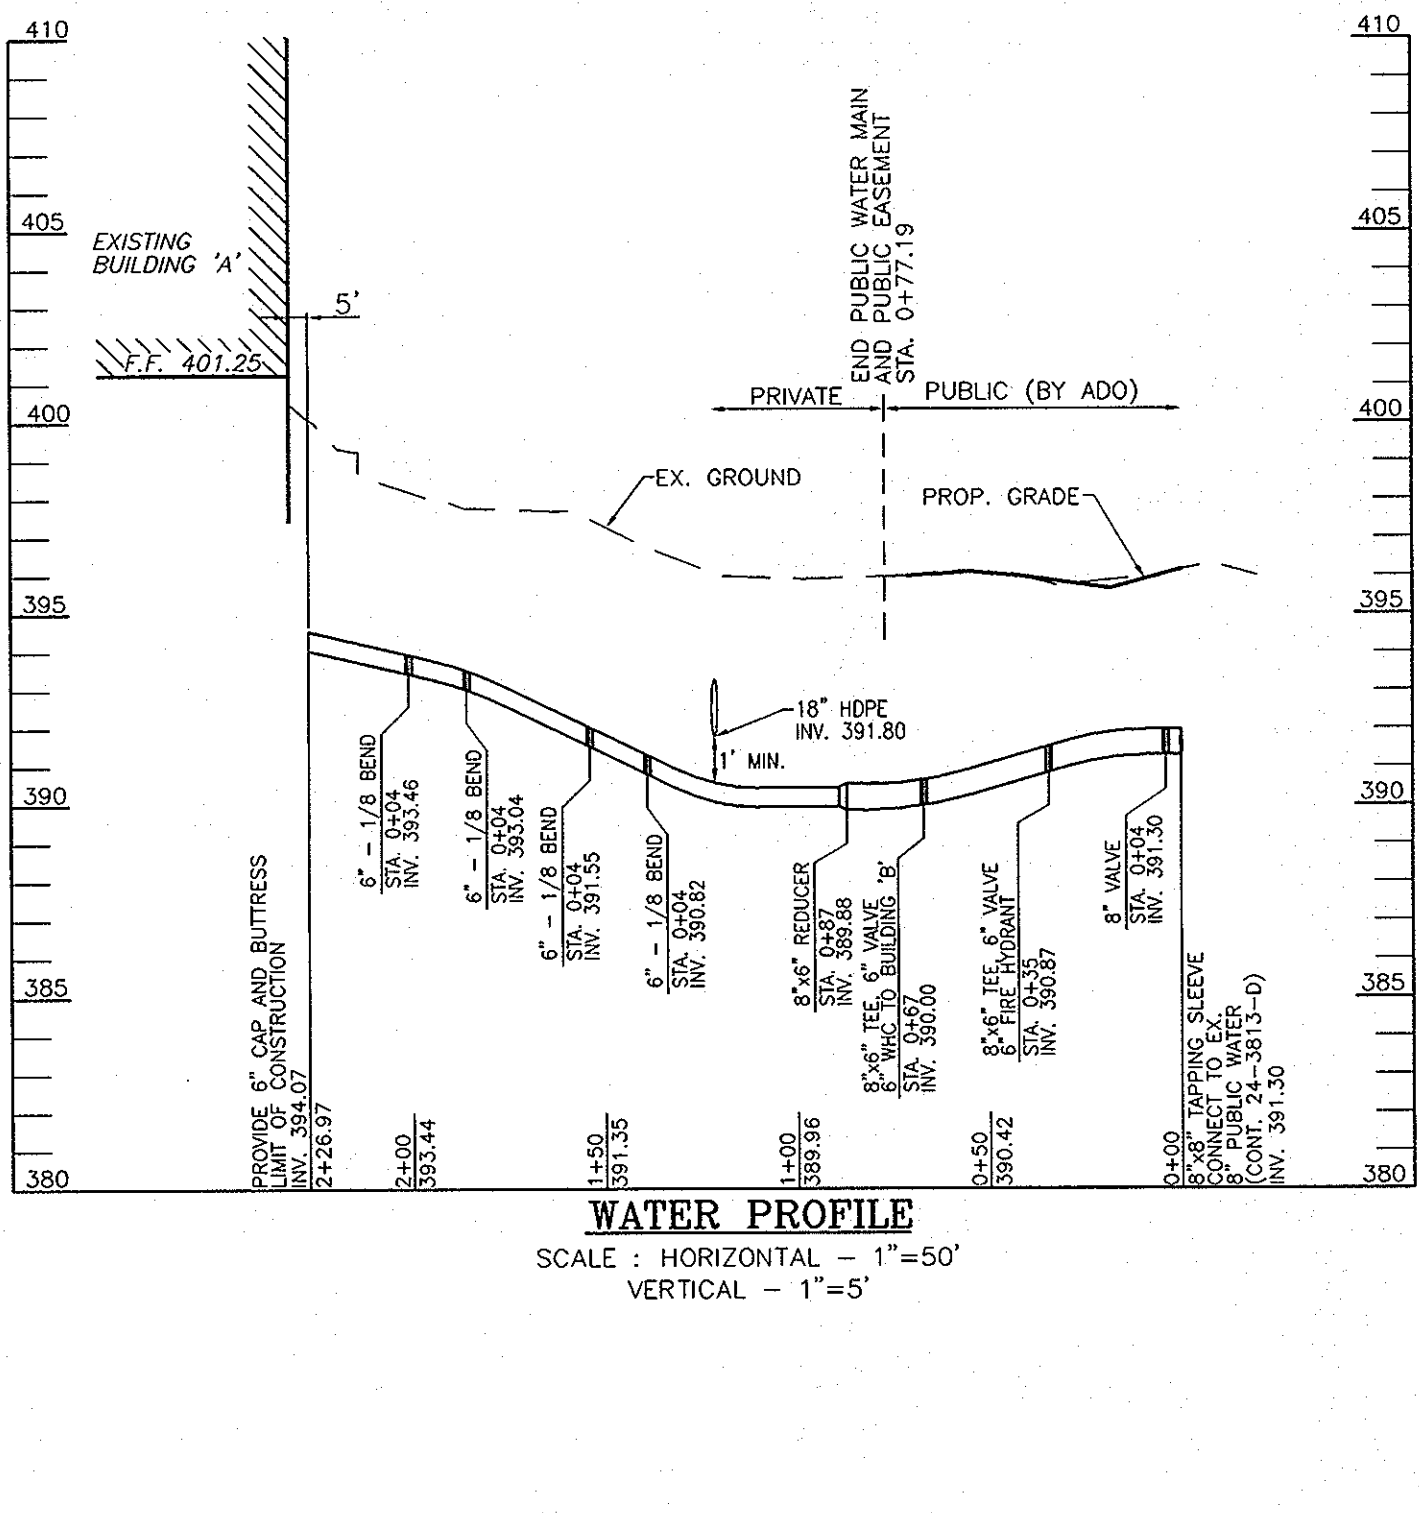 410
405
400
395
390
385
380
410
405
400
395
390
385
380
EXISTING
BUILDING 'A'
F.F. 401.25
5'
END PUBLIC WATER MAIN
AND PUBLIC EASEMENT
STA. 0+77.19
PRIVATE
PUBLIC (BY ADO)
EX. GROUND
PROP. GRADE
18" HDPE
INV. 391.80
1' MIN.
PROVIDE 6" CAP AND BUTTRESS
LIMIT OF CONSTRUCTION
INV. 394.07
2+26.97
6" - 1/8 BEND
STA. 0+04
INV. 393.46
6" - 1/8 BEND
STA. 0+04
INV. 393.04
6" - 1/8 BEND
STA. 0+04
INV. 391.55
6" - 1/8 BEND
STA. 0+04
INV. 390.82
8"x6" REDUCER
STA. 0+87
INV. 389.88
8"x6" TEE, 6" VALVE
6" WHC TO BUILDING 'B'
STA. 0+67
INV. 390.00
8"x6" TEE, 6" VALVE
6" FIRE HYDRANT
STA. 0+35
INV. 390.87
8" VALVE
STA. 0+04
INV. 391.30
8"x8" TAPPING SLEEVE
CONNECT TO EX.
8" PUBLIC WATER
(CONT. 24-3813-D)
INV. 391.30
2+00
393.44
1+50
391.35
1+00
389.96
0+50
390.42
0+00
WATER PROFILE
SCALE : HORIZONTAL - 1"=50'
VERTICAL - 1"=5'